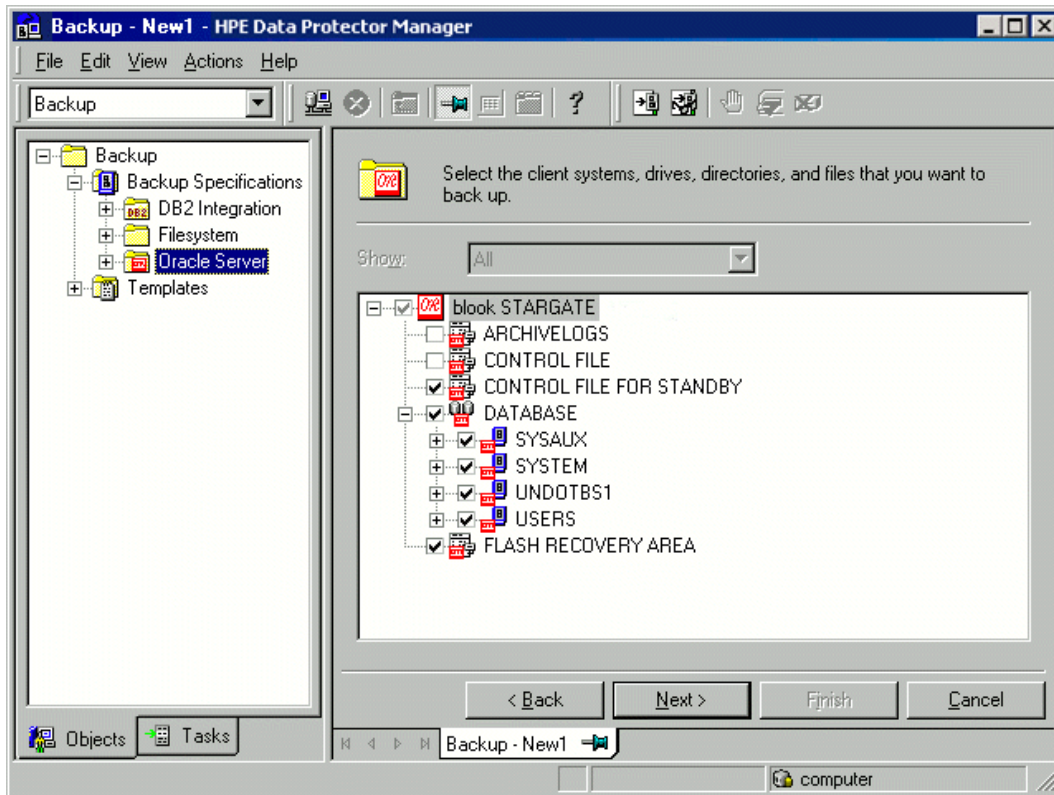 Backup - New1 - HPE Data Protector Manager
File Edit View Actions Help
Backup
Backup
Backup Specifications
DB2 DB2 Integration
Filesystem
Oracle Server
Templates
Select the client systems, drives, directories, and files that you want to
back up.
Show: All
blook STARGATE
ARCHIVELOGS
CONTROL FILE
CONTROL FILE FOR STANDBY
DATABASE
SYSAUX
SYSTEM
UNDOTBS1
USERS
FLASH RECOVERY AREA
< Back Next > Finish Cancel
Objects Tasks
Backup - New1
computer